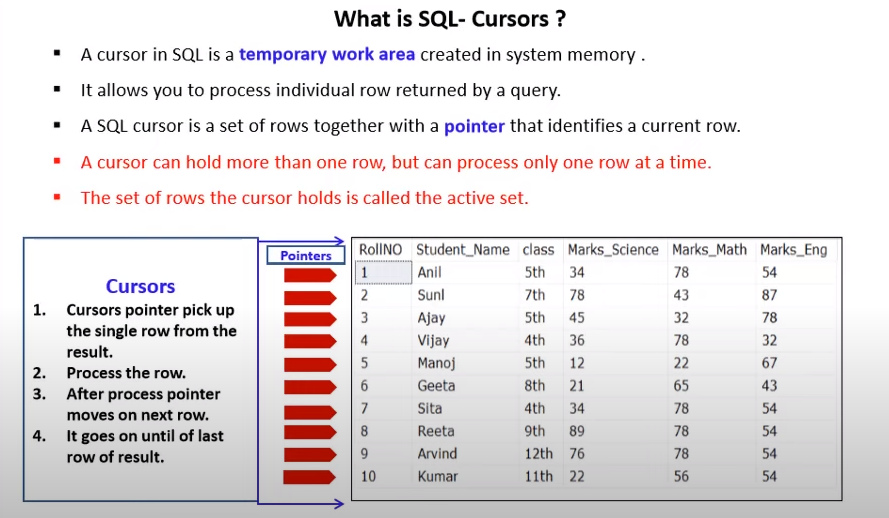 What is SQL- Cursors ?
▪ A cursor in SQL is a temporary work area created in system memory .
▪ It allows you to process individual row returned by a query.
▪ A SQL cursor is a set of rows together with a pointer that identifies a current row.
▪ A cursor can hold more than one row, but can process only one row at a time.
▪ The set of rows the cursor holds is called the active set.
Cursors
1. Cursors pointer pick up
the single row from the
result.
2. Process the row.
3. After process pointer
moves on next row.
4. It goes on until of last
row of result.
Pointers
RollNO Student_Name class Marks_Science Marks_Math Marks_Eng
1 Anil 5th 34 78 54
2 Sunl 7th 78 43 87
3 Ajay 5th 45 32 78
4 Vijay 4th 36 78 32
5 Manoj 5th 12 22 67
6 Geeta 8th 21 65 43
7 Sita 4th 34 78 54
8 Reeta 9th 89 78 54
9 Arvind 12th 76 78 54
10 Kumar 11th 22 56 54